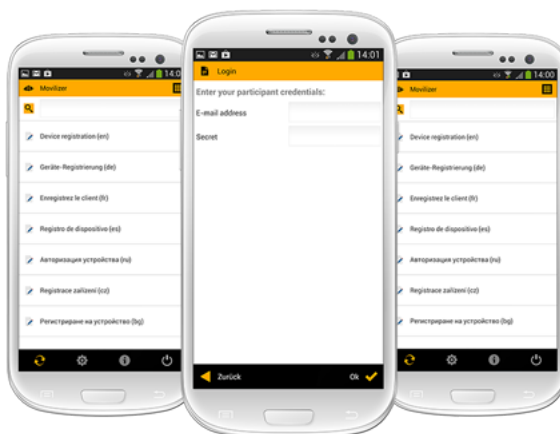 14:0
Movilizer
Device registration (en)
Geräte-Registrierung (de)
Enregistrez le client (fr)
Registro de dispositivo (es)
Авторизация устройства (ru)
Registrace zařízení (cz)
Регистриране на устройство (bg)
14:01
Login
Enter your participant credentials:
E-mail address
Secret
Zurück
Ok
14:00
Movilizer
Device registration (en)
Geräte-Registrierung (de)
Enregistrez le client (fr)
Registro de dispositivo (es)
Авторизация устройства (ru)
Registrace zařízení (cz)
Регистриране на устройство (bg)